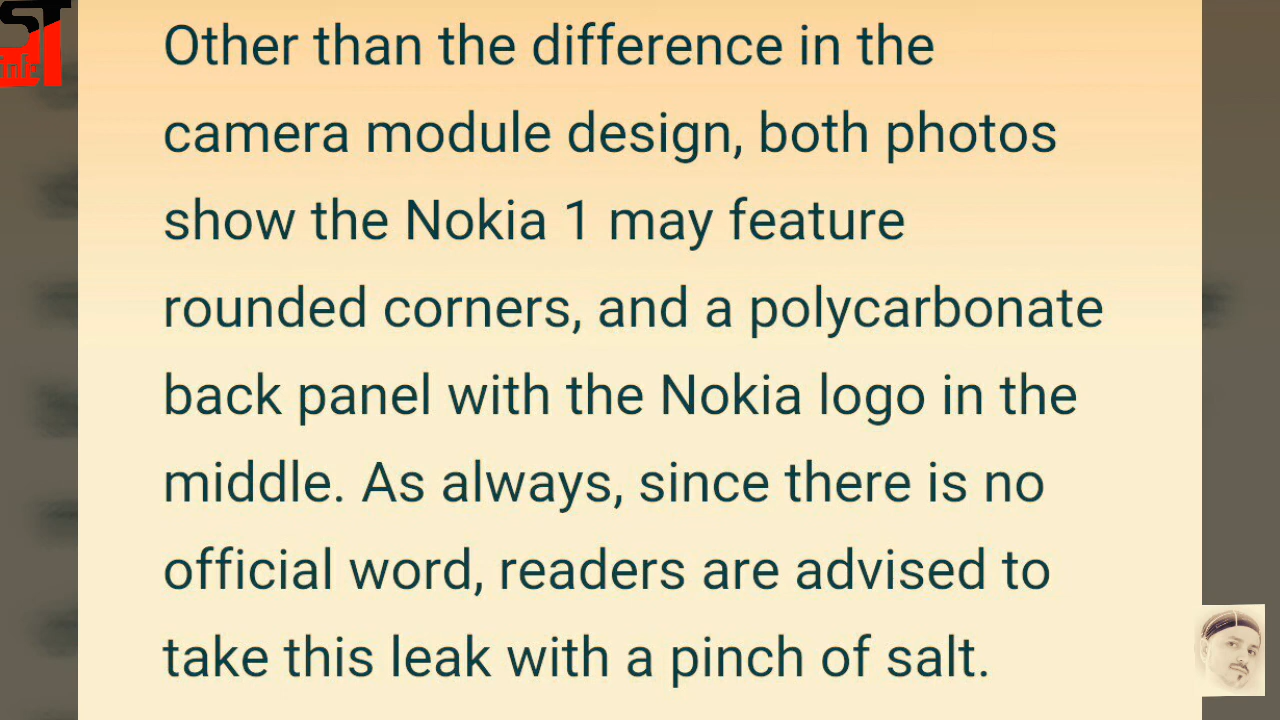 ST
info
Other than the difference in the
camera module design, both photos
show the Nokia 1 may feature
rounded corners, and a polycarbonate
back panel with the Nokia logo in the
middle. As always, since there is no
official word, readers are advised to
take this leak with a pinch of salt.